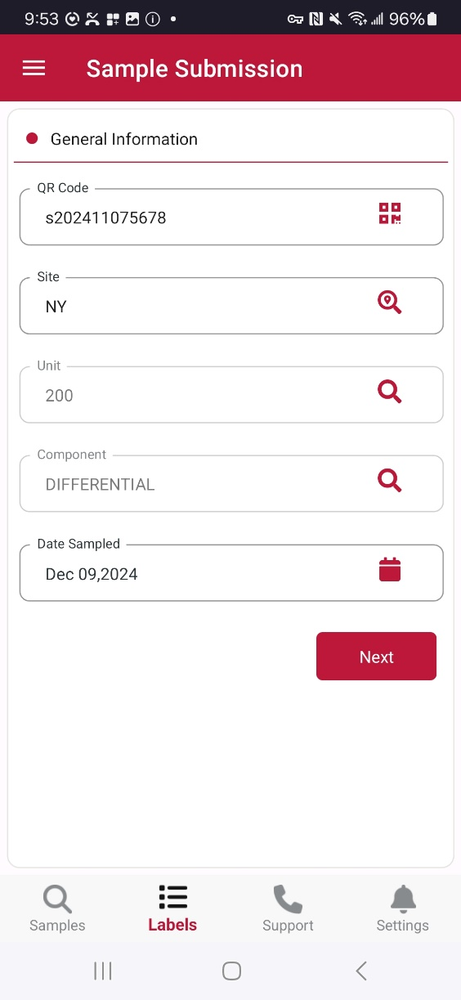 9:53
96%
Sample Submission
General Information
QR Code
s202411075678
Site
NY
Unit
200
Component
DIFFERENTIAL
Date Sampled
Dec 09,2024
Next
Samples Labels Support Settings